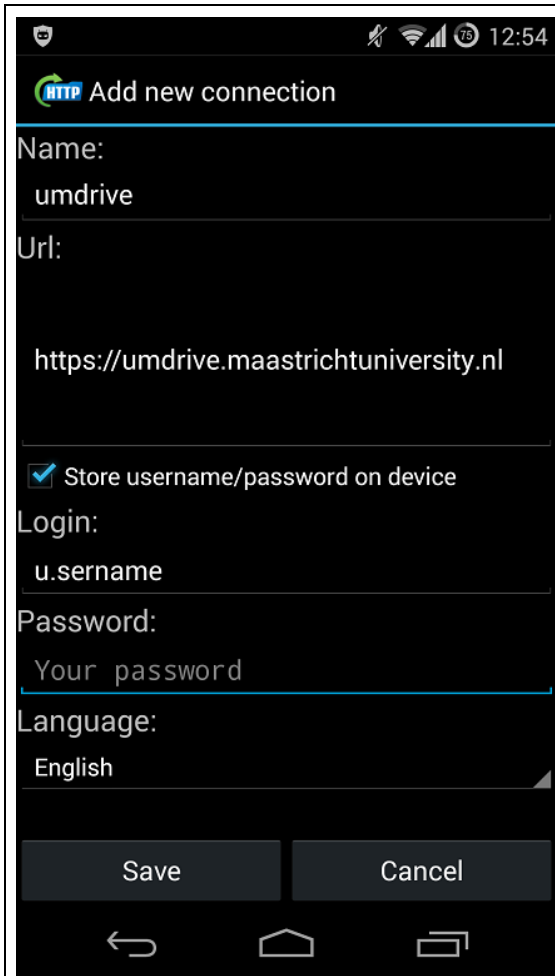 75 12:54
HTTP Add new connection
Name:
umdrive
Url:
https://umdrive.maastrichtuniversity.nl
Store username/password on device
Login:
u.sername
Password:
Your password
Language:
English
Save Cancel